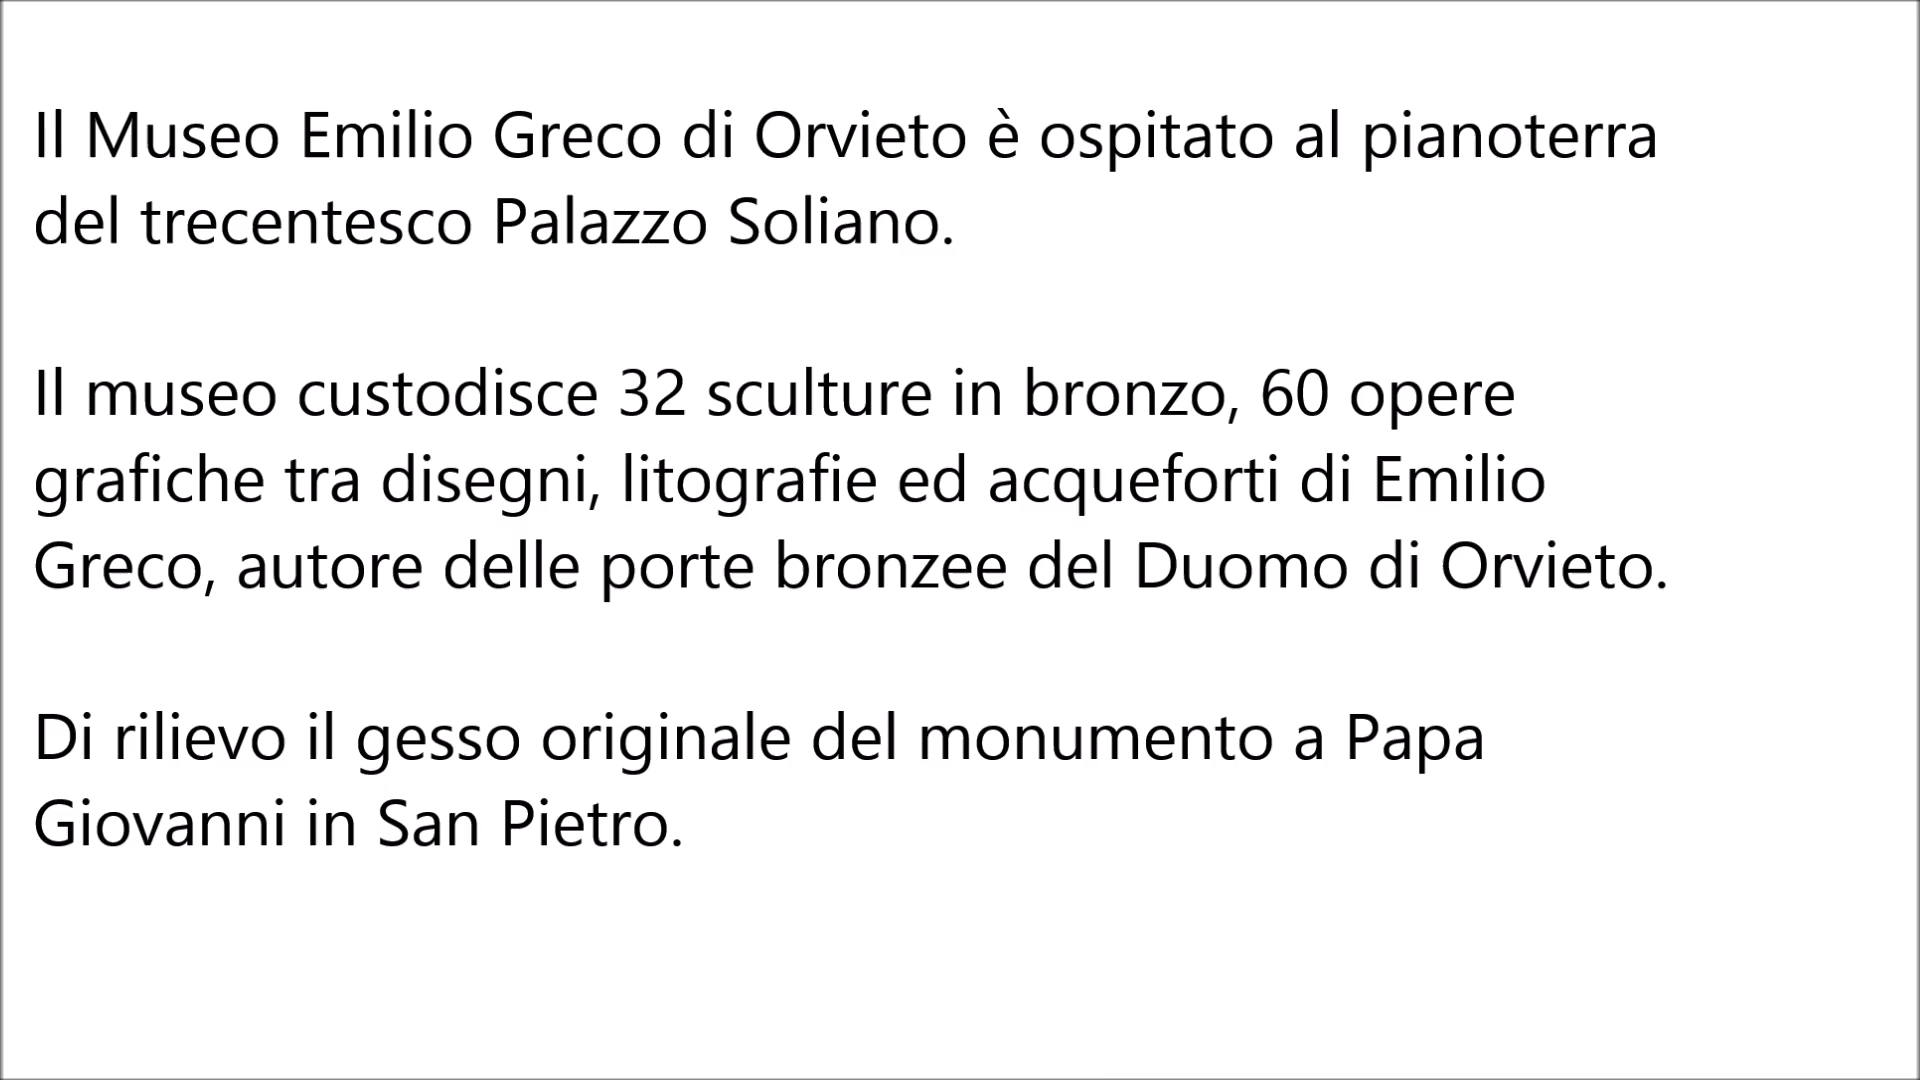 Il Museo Emilio Greco di Orvieto è ospitato al pianoterra
del trecentesco Palazzo Soliano.
Il museo custodisce 32 sculture in bronzo, 60 opere
grafiche tra disegni, litografie ed acqueforti di Emilio
Greco, autore delle porte bronzee del Duomo di Orvieto.
Di rilievo il gesso originale del monumento a Papa
Giovanni in San Pietro.